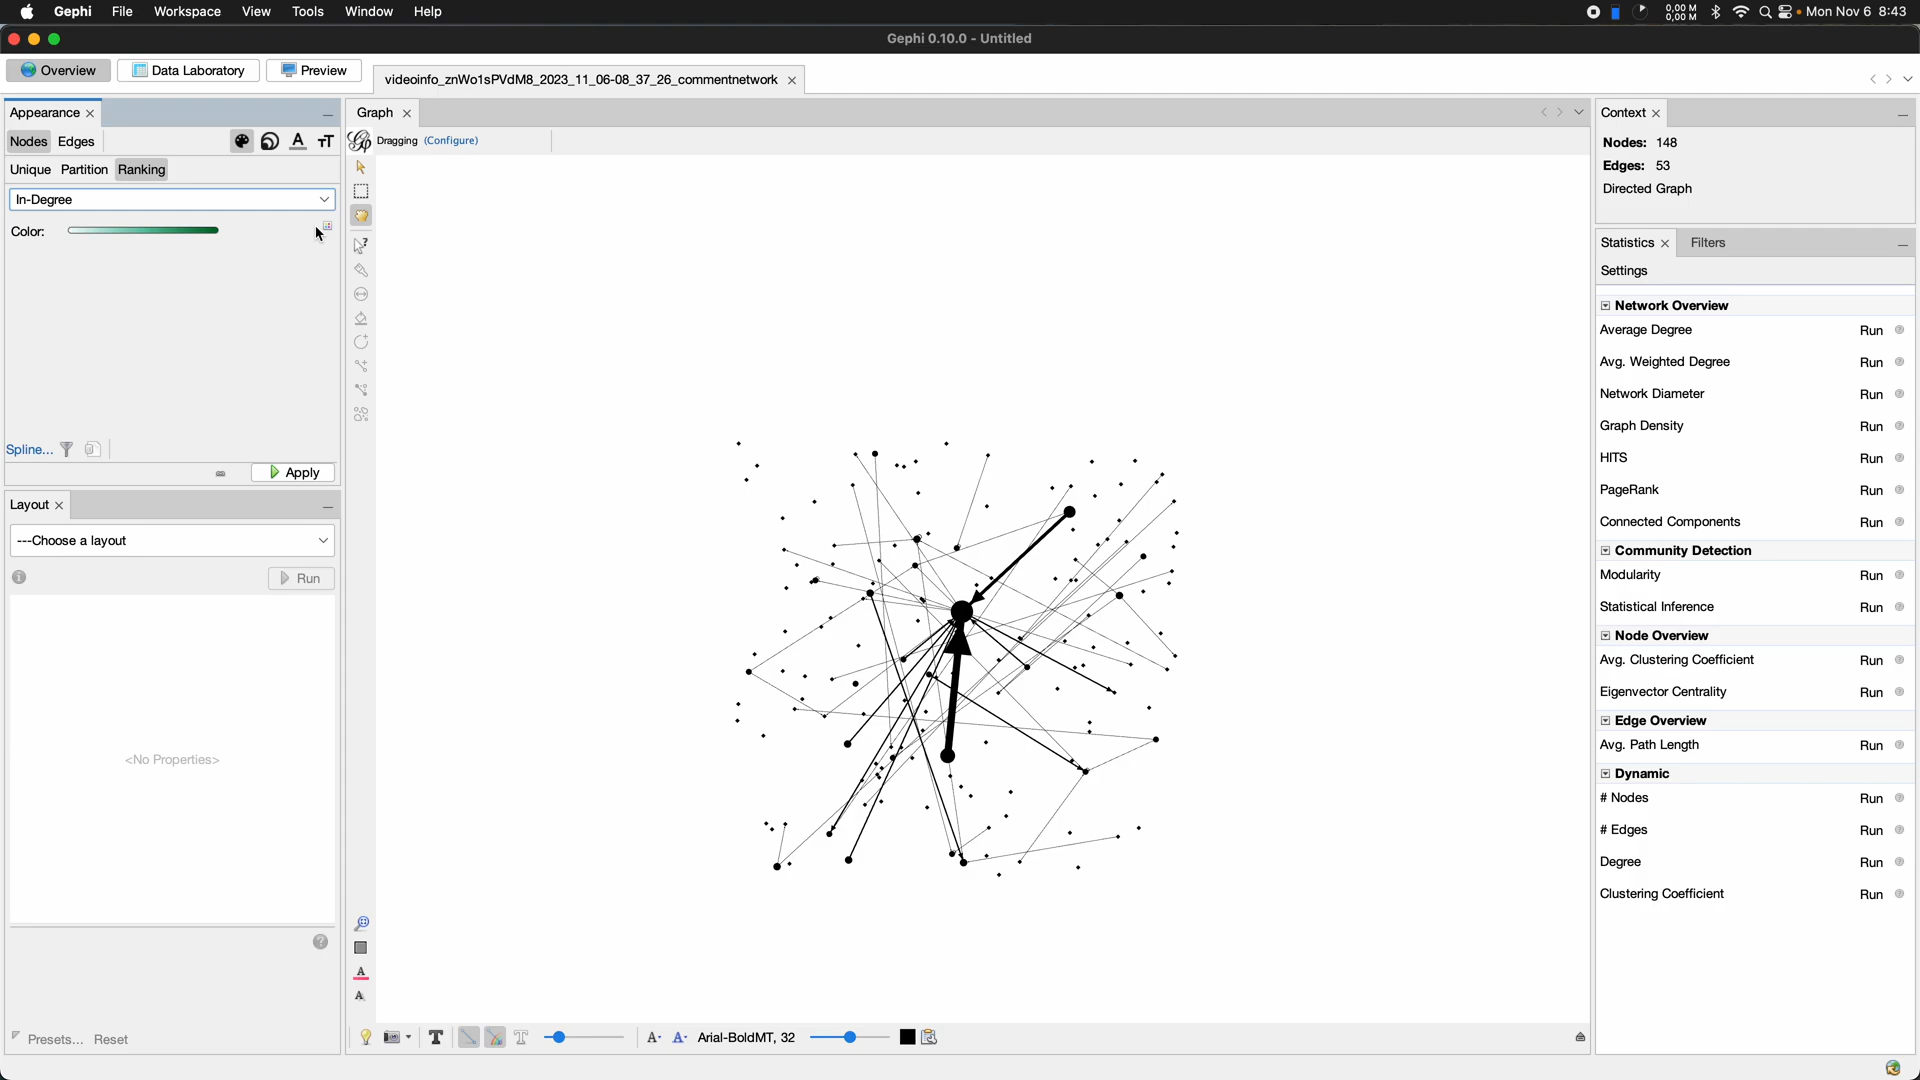 Gephi File Workspace View Tools Window Help
0,00 M
0,00 M
Mon Nov 6 8:43
Gephi 0.10.0 - Untitled
Overview Data Laboratory Preview
videoinfo_znWo1sPVdM8_2023_11_06-08_37_26_commentnetwork
Appearance
Graph
Context
Nodes Edges
Dragging (Configure)
Nodes: 148
Edges: 53
Directed Graph
Unique Partition Ranking
In-Degree
Color:
Spline...
Apply
Layout
---Choose a layout
Run
<No Properties>
Presets... Reset
Arial-BoldMT, 32
Statistics Filters
Settings
Network Overview
Average Degree Run
Avg. Weighted Degree Run
Network Diameter Run
Graph Density Run
HITS Run
PageRank Run
Connected Components Run
Community Detection
Modularity Run
Statistical Inference Run
Node Overview
Avg. Clustering Coefficient Run
Eigenvector Centrality Run
Edge Overview
Avg. Path Length Run
Dynamic
# Nodes Run
# Edges Run
Degree Run
Clustering Coefficient Run